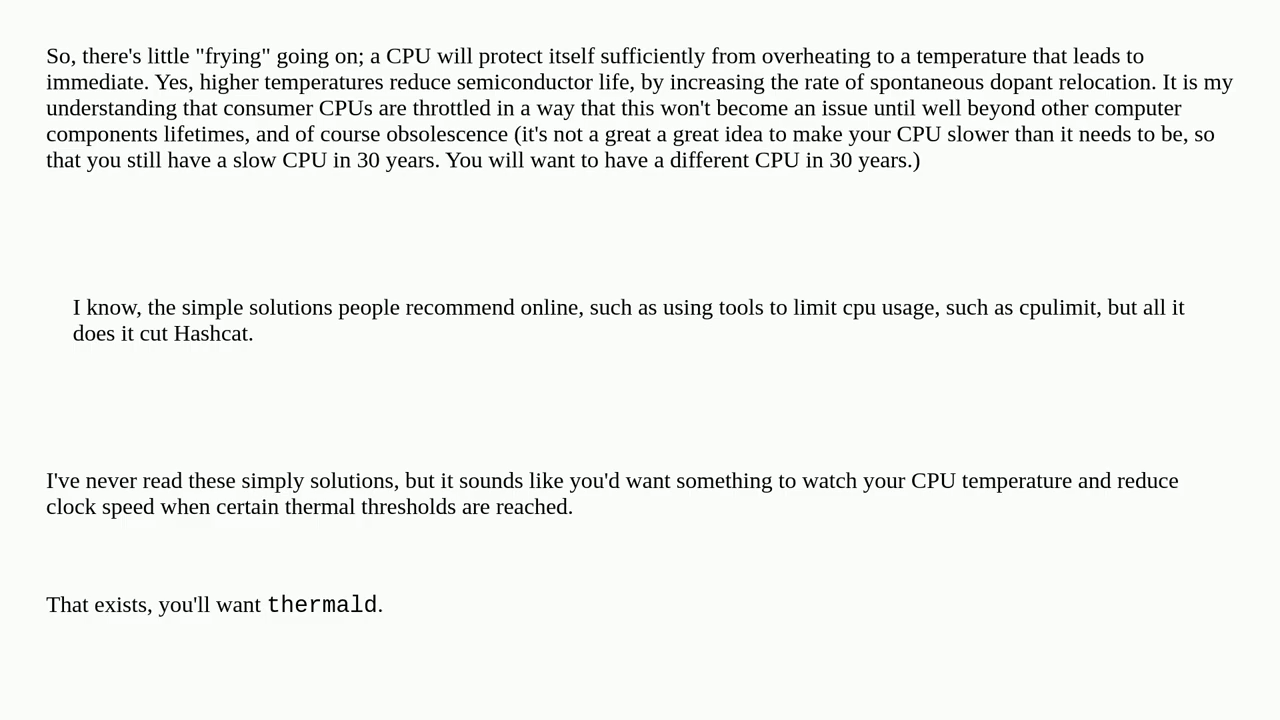 So, there's little "frying" going on; a CPU will protect itself sufficiently from overheating to a temperature that leads to
immediate. Yes, higher temperatures reduce semiconductor life, by increasing the rate of spontaneous dopant relocation. It is my
understanding that consumer CPUs are throttled in a way that this won't become an issue until well beyond other computer
components lifetimes, and of course obsolescence (it's not a great a great idea to make your CPU slower than it needs to be, so
that you still have a slow CPU in 30 years. You will want to have a different CPU in 30 years.)
I know, the simple solutions people recommend online, such as using tools to limit cpu usage, such as cpulimit, but all it
does it cut Hashcat.
I've never read these simply solutions, but it sounds like you'd want something to watch your CPU temperature and reduce
clock speed when certain thermal thresholds are reached.
That exists, you'll want thermald.